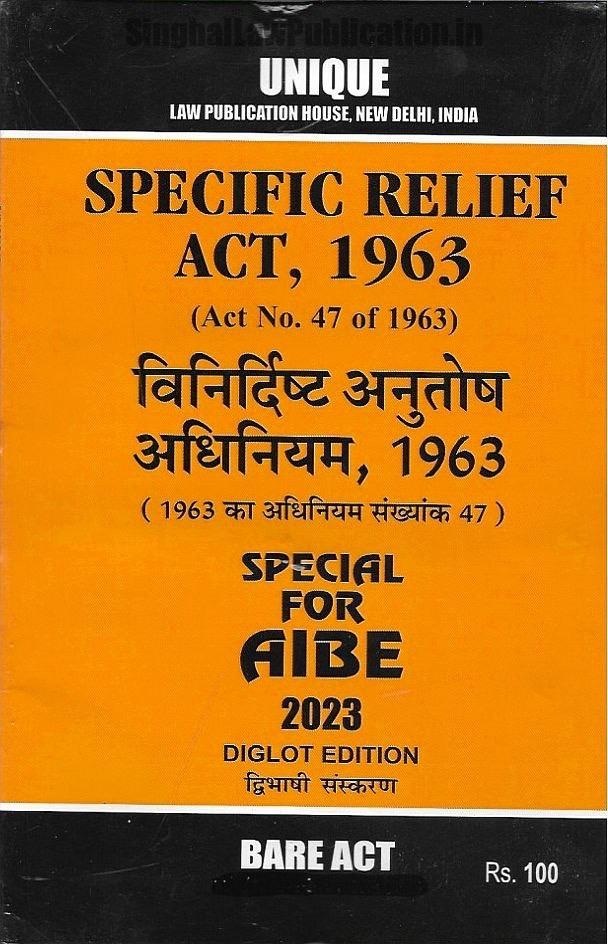 SinghalLawPublication.in
UNIQUE
LAW PUBLICATION HOUSE, NEW DELHI, INDIA
SPECIFIC RELIEF
ACT, 1963
(Act No. 47 of 1963)
विनिर्दिष्ट अनुतोष
अधिनियम, 1963
( 1963 का अधिनियम संख्यांक 47 )
SPECIAL
FOR
AIBE
2023
DIGLOT EDITION
द्विभाषी संस्करण
BARE ACT
Rs. 100